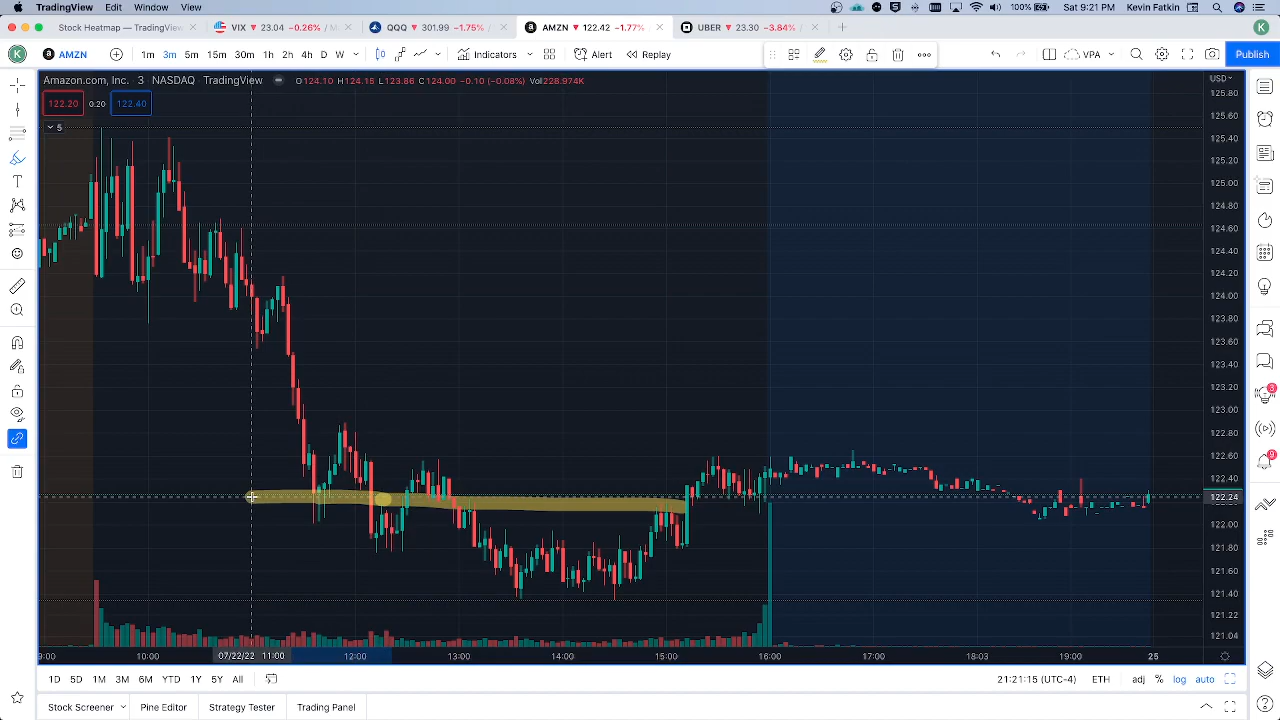 TradingView Edit Window View
100% Sat 9:21 PM Kevin Fatkin
Stock Heatmap — TradingView
VIX 23.04 −0.26% / M
QQQ 301.99 −1.75% /
AMZN 122.42 −1.77%
UBER 23.30 −3.84% /
K
K AMZN 1m 3m 5m 15m 30m 1h 2h 4h D W Indicators Alert Replay VPA Publish
Amazon.com, Inc. 3 NASDAQ TradingView O124.10 H124.15 L123.86 C124.00 −0.10 (−0.08%) Vol228.974K
USD
122.20 0.20 122.40
5
125.80
125.60
125.40
125.20
125.00
124.80
124.60
124.40
124.20
124.00
123.80
123.60
123.40
123.20
123.00
122.80
122.60
122.40
122.24
122.00
121.80
121.60
121.40
121.22
121.04
3
9
9:00 10:00 07/22/22 11:00 12:00 13:00 14:00 15:00 16:00 17:00 18:03 19:00 25
1D 5D 1M 3M 6M YTD 1Y 5Y All 21:21:15 (UTC-4) ETH adj % log auto
Stock Screener Pine Editor Strategy Tester Trading Panel